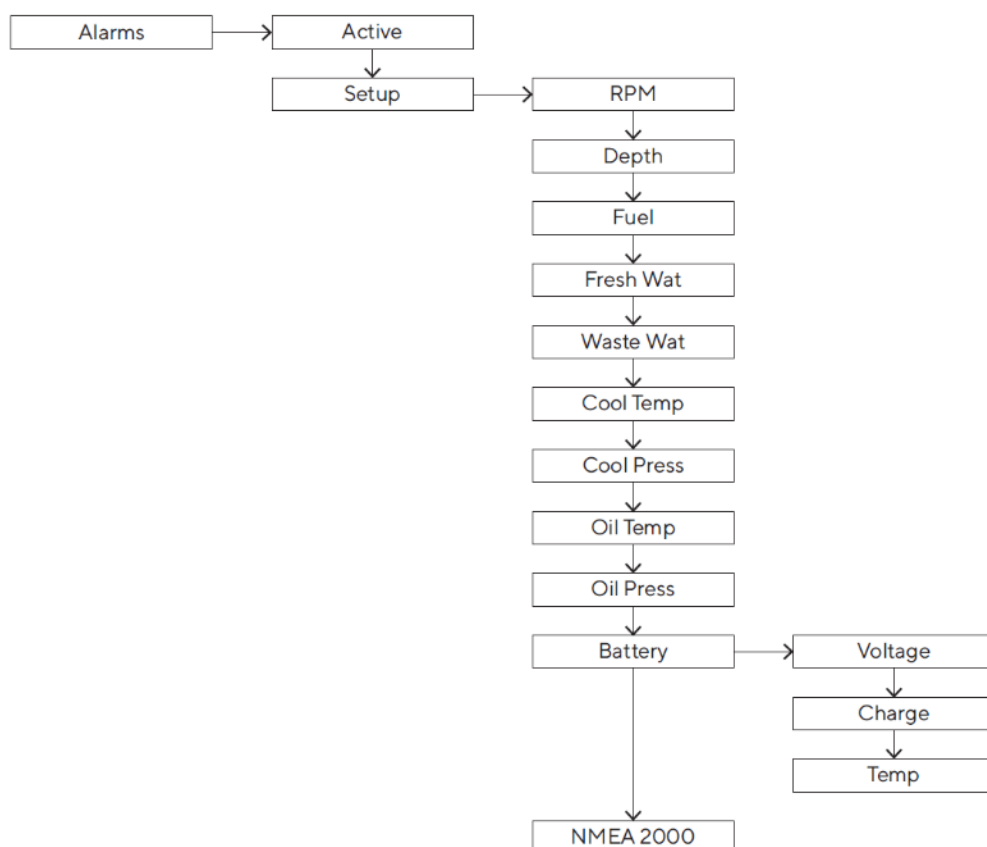 Alarms
Active
Setup
RPM
Depth
Fuel
Fresh Wat
Waste Wat
Cool Temp
Cool Press
Oil Temp
Oil Press
Battery
Voltage
Charge
Temp
NMEA 2000